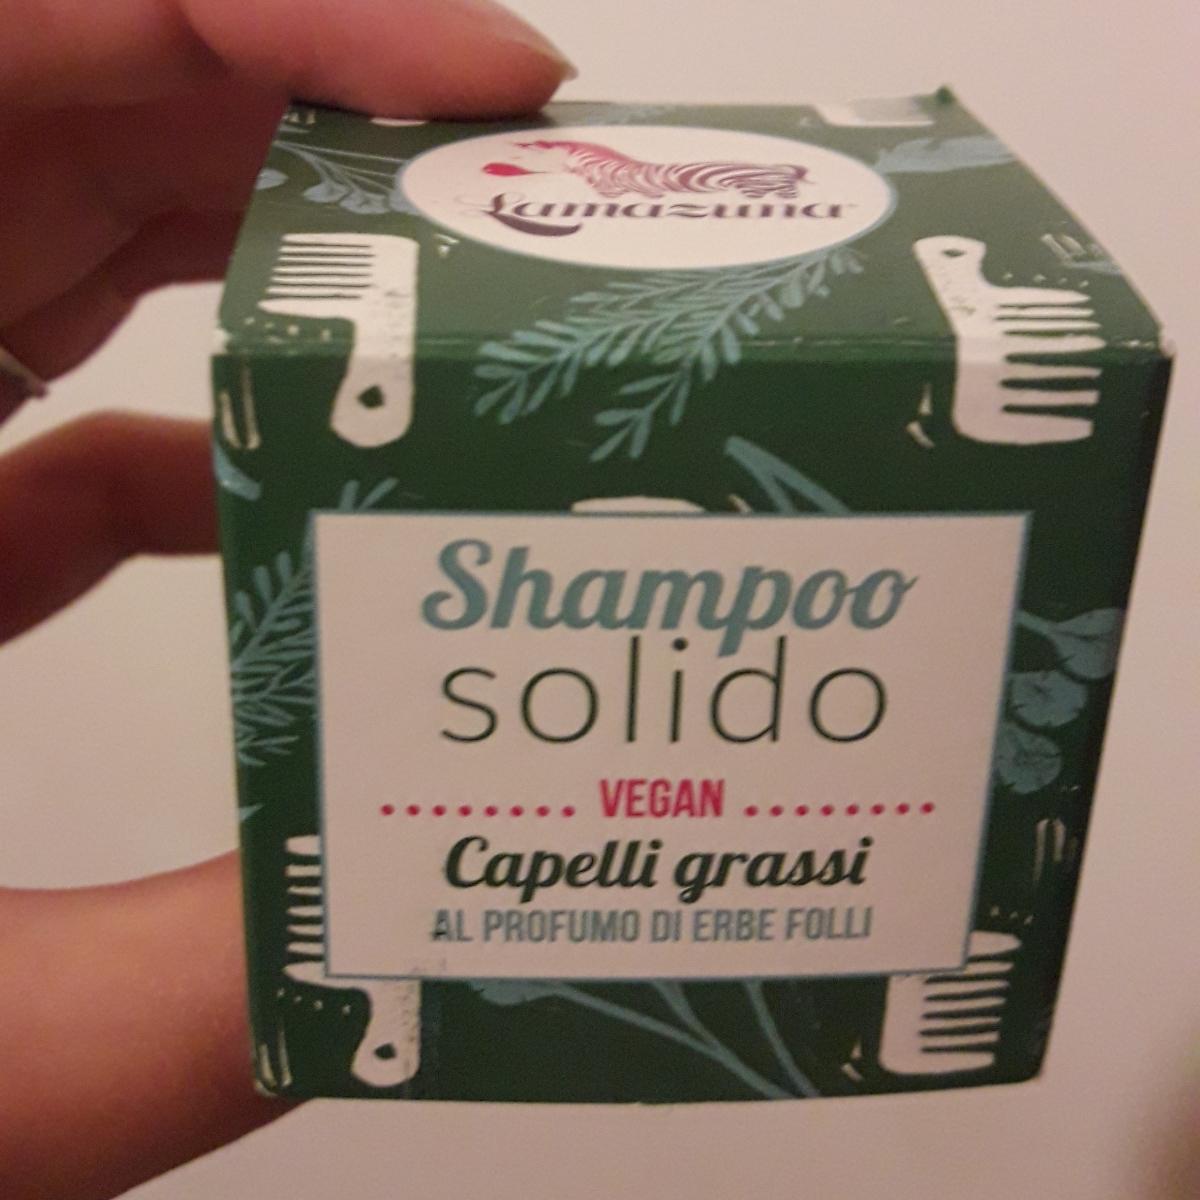 Lamazuna
Shampoo
solido
VEGAN
Capelli grassi
AL PROFUMO DI ERBE FOLLI